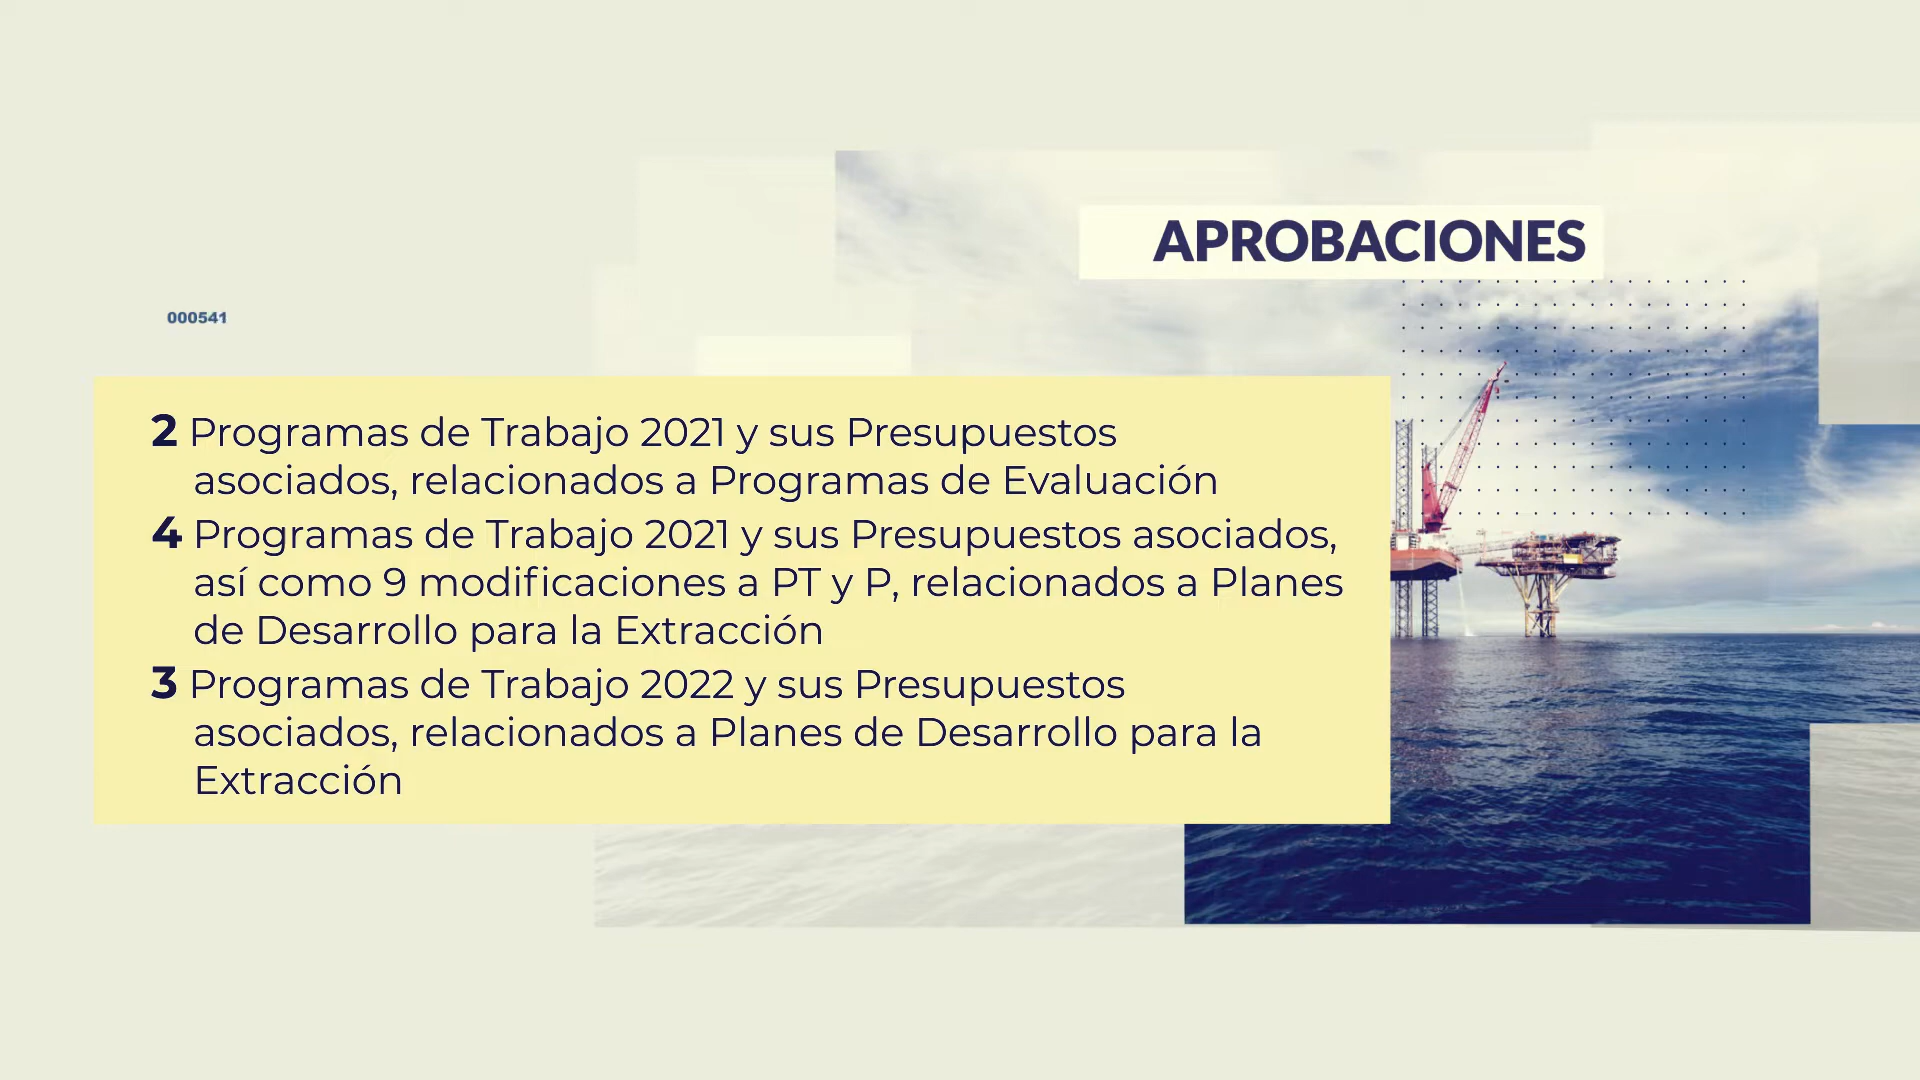 APROBACIONES
000541
2 Programas de Trabajo 2021 y sus Presupuestos
asociados, relacionados a Programas de Evaluación
4 Programas de Trabajo 2021 y sus Presupuestos asociados,
así como 9 modificaciones a PT y P, relacionados a Planes
de Desarrollo para la Extracción
3 Programas de Trabajo 2022 y sus Presupuestos
asociados, relacionados a Planes de Desarrollo para la
Extracción